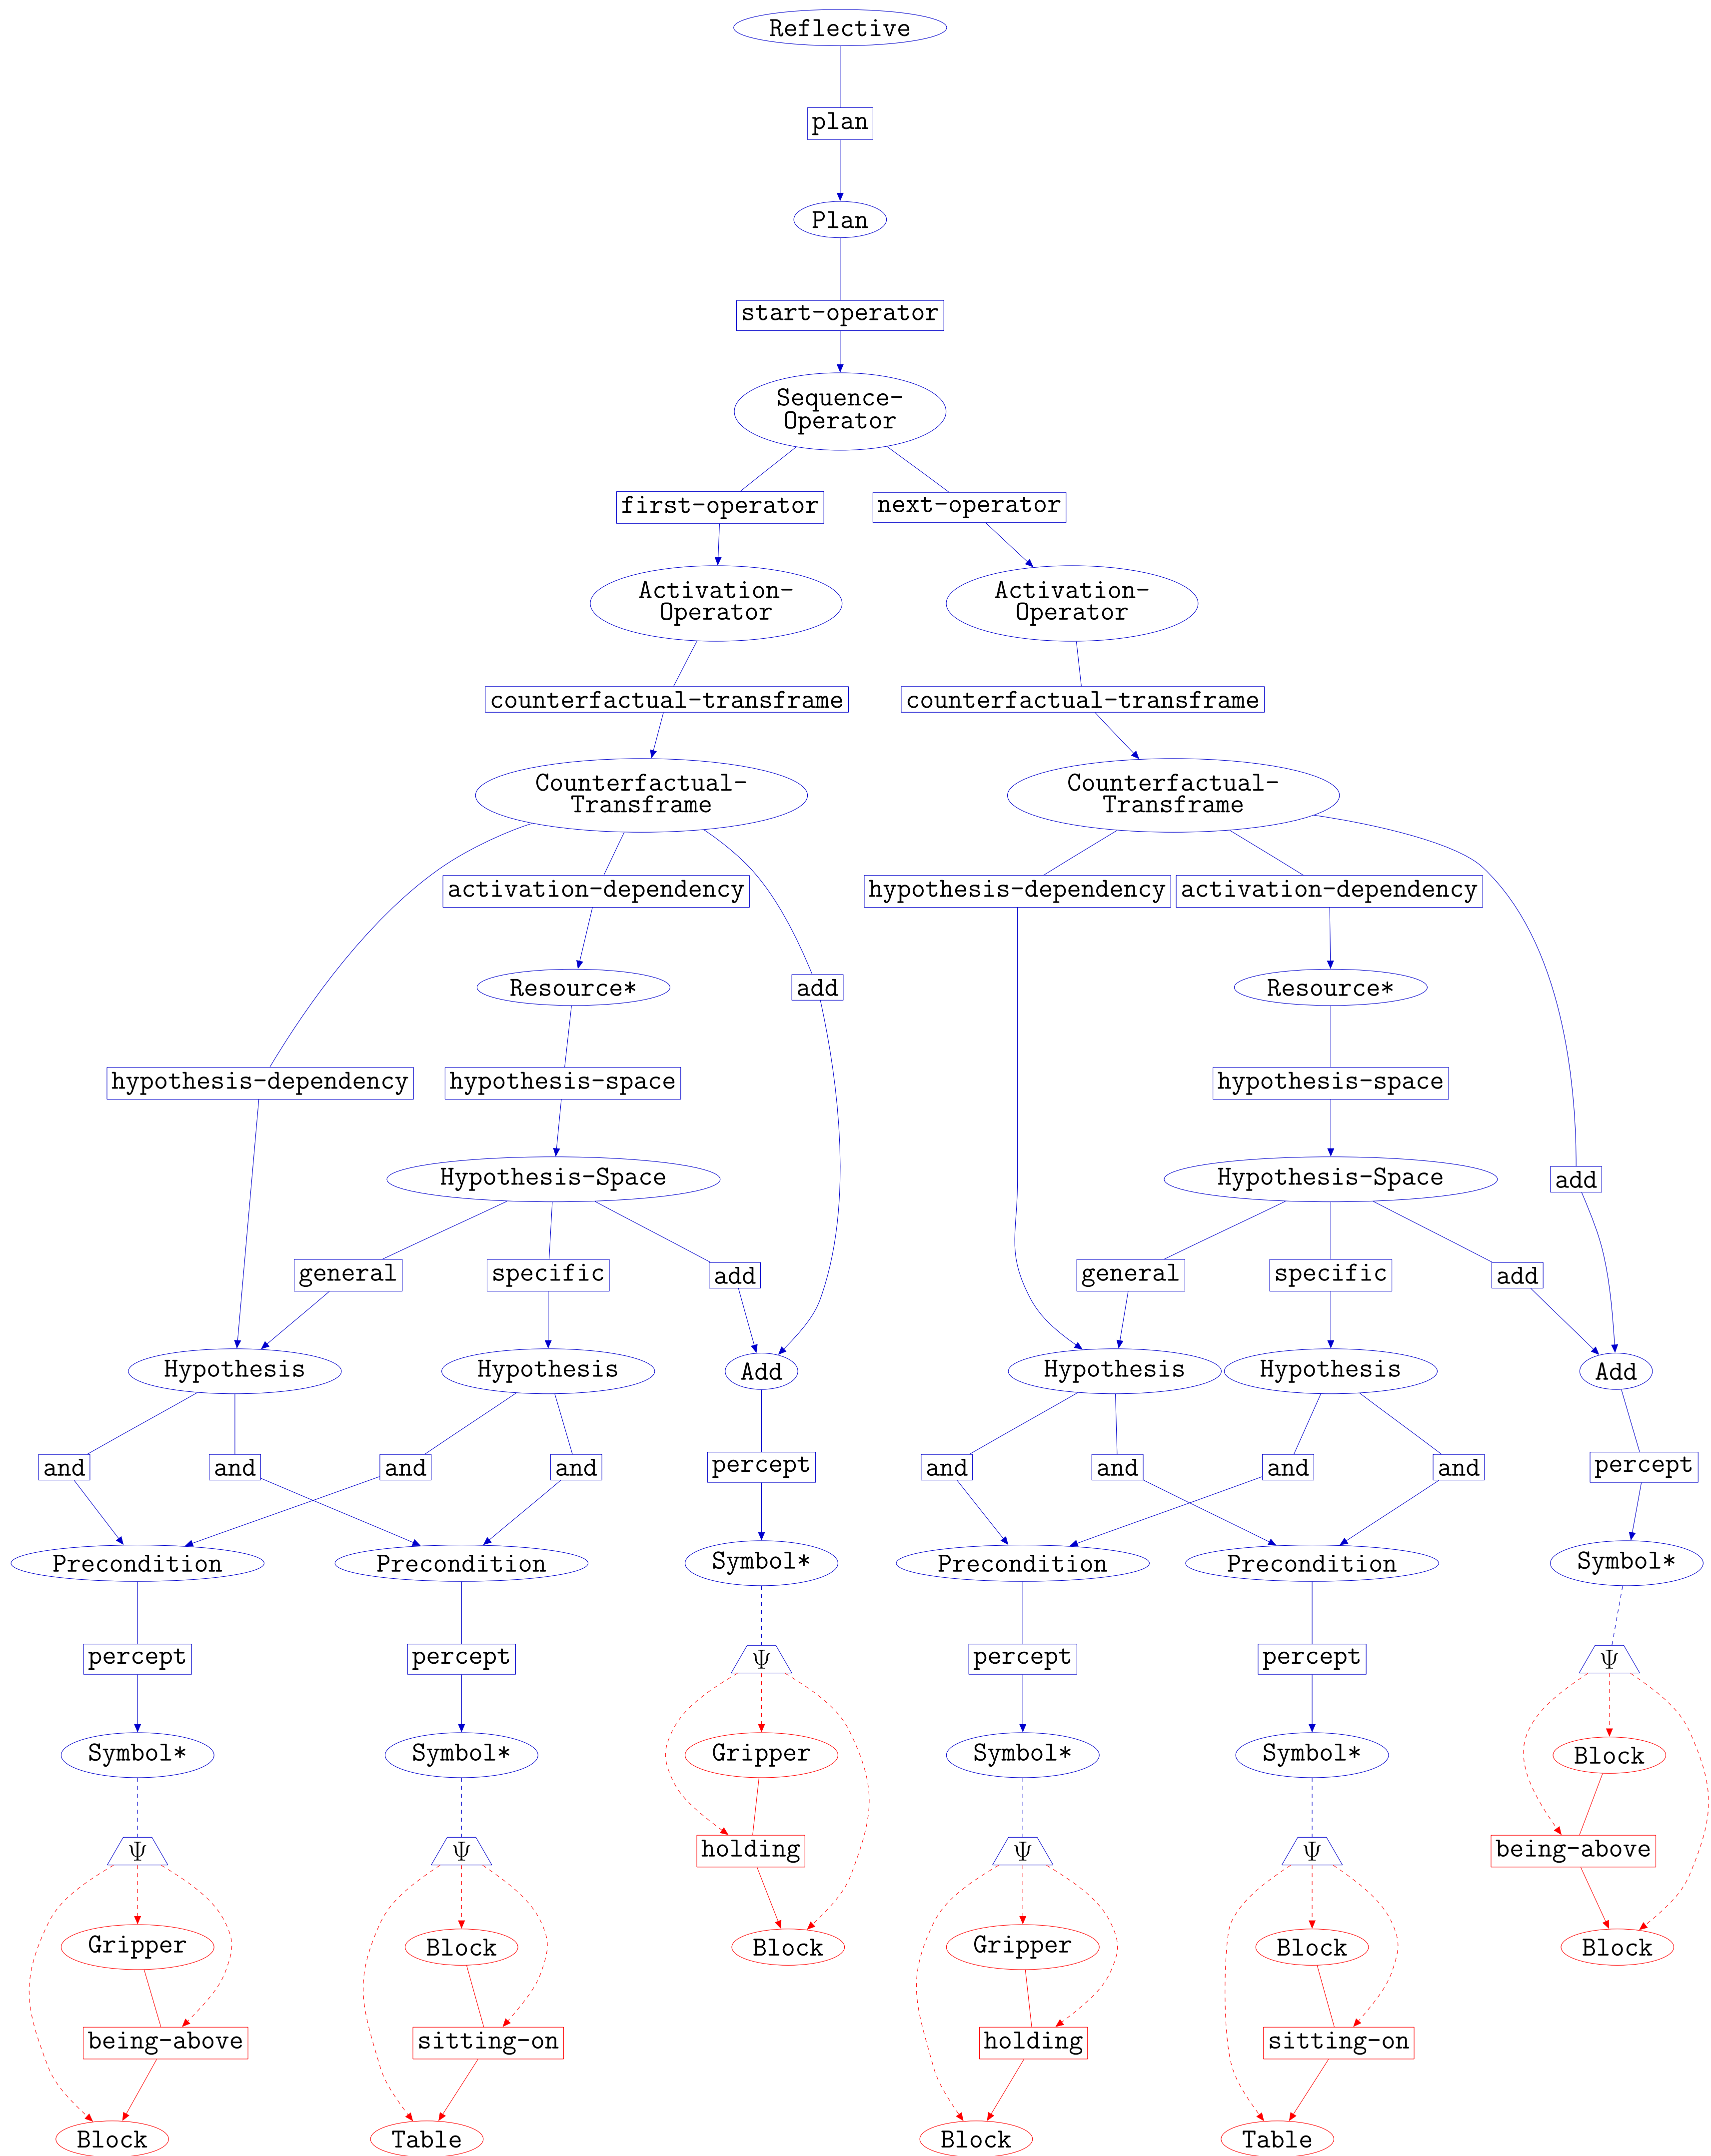 Reflective
plan
Plan
start-operator
Sequence-
Operator
first-operator
next-operator
Activation-
Operator
Activation-
Operator
counterfactual-transframe
counterfactual-transframe
Counterfactual-
Transframe
Counterfactual-
Transframe
activation-dependency
hypothesis-dependency
activation-dependency
Resource*
add
Resource*
hypothesis-dependency
hypothesis-space
hypothesis-space
Hypothesis-Space
Hypothesis-Space
add
general
specific
add
general
specific
add
Hypothesis
Hypothesis
Add
Hypothesis
Hypothesis
Add
and
and
and
and
percept
and
and
and
and
percept
Precondition
Precondition
Symbol*
Precondition
Precondition
Symbol*
percept
percept
Ψ
percept
percept
Ψ
Symbol*
Symbol*
Gripper
Symbol*
Symbol*
Block
Ψ
Ψ
holding
Ψ
Ψ
being-above
Gripper
Block
Block
Gripper
Block
Block
being-above
sitting-on
holding
sitting-on
Block
Table
Block
Table